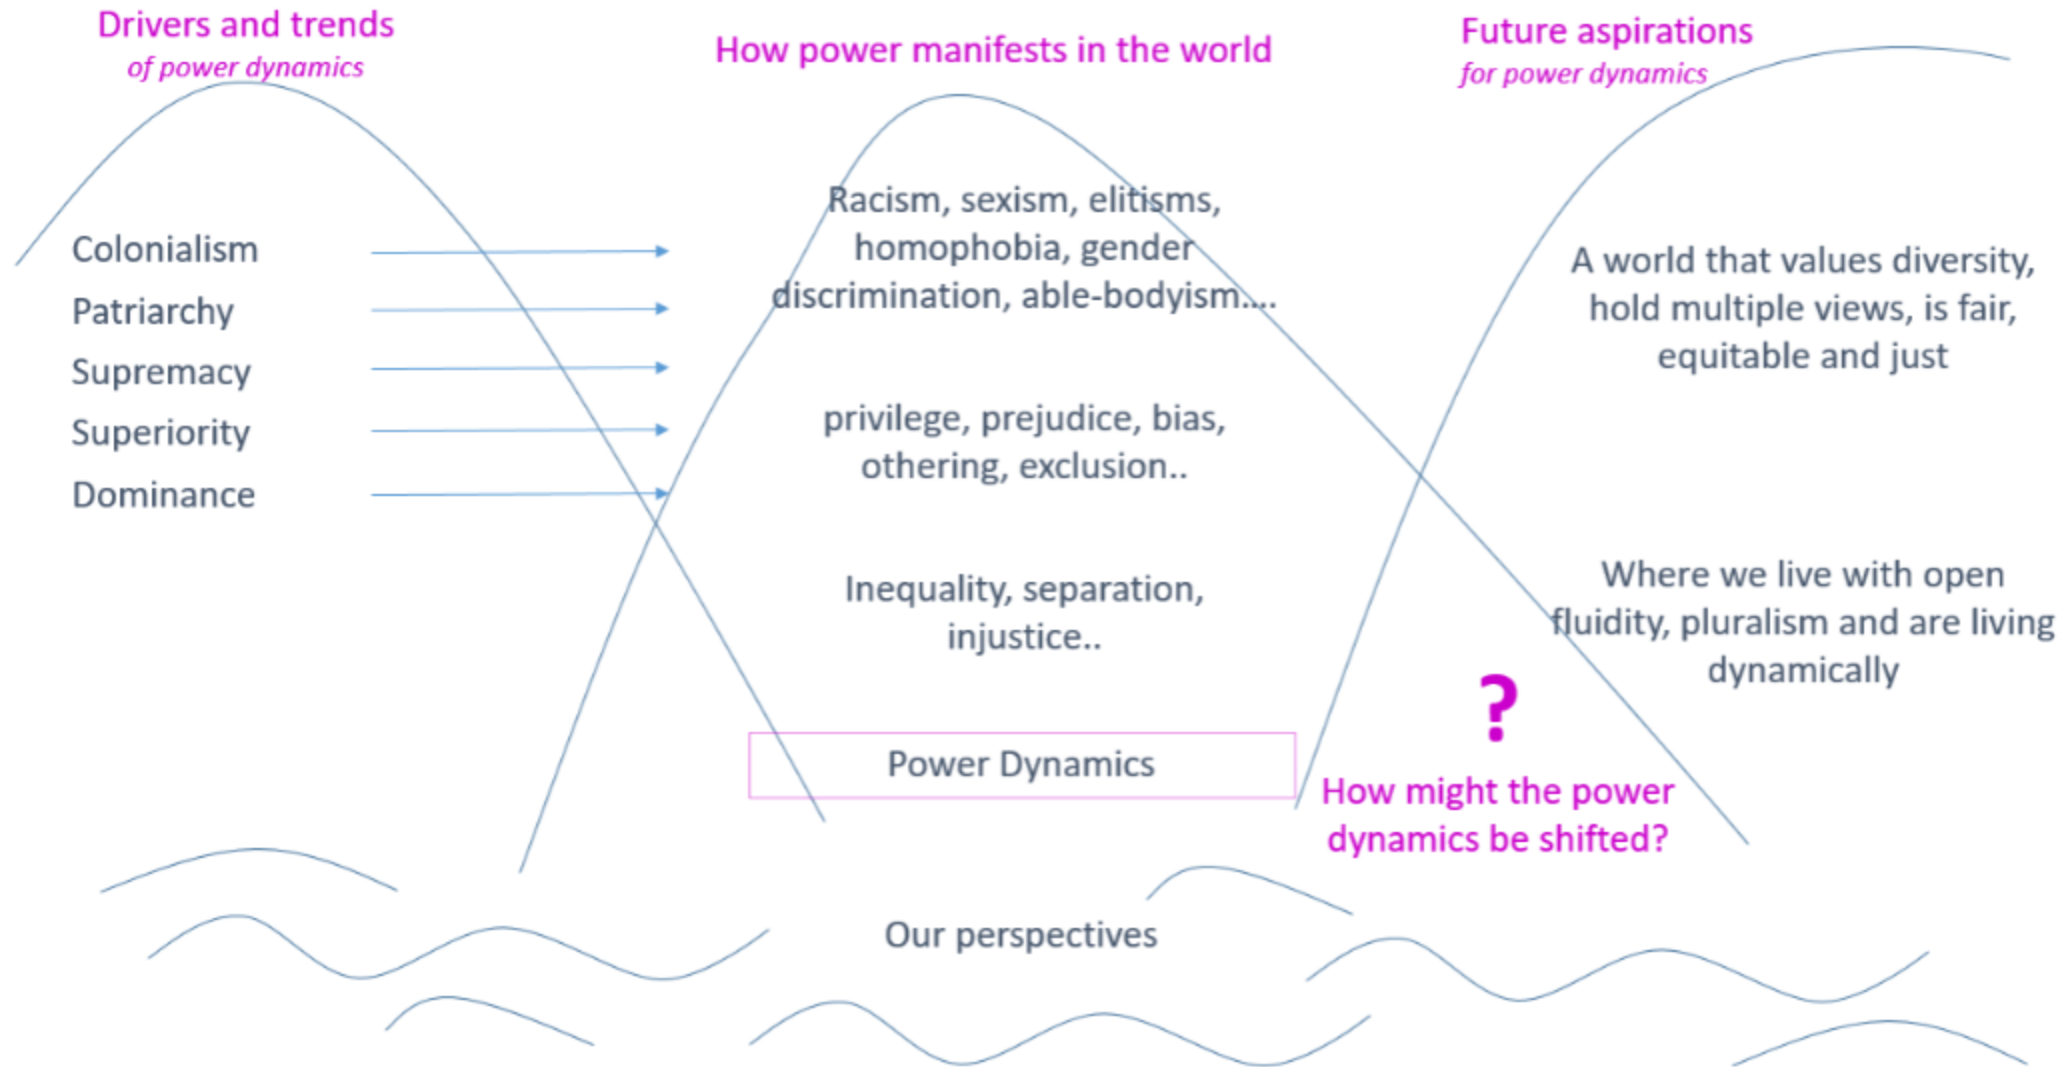 Drivers and trends
of power dynamics
Colonialism
Patriarchy
Supremacy
Superiority
Dominance
How power manifests in the world
Racism, sexism, elitisms,
homophobia, gender
discrimination, able-bodyism....
privilege, prejudice, bias,
othering, exclusion..
Inequality, separation,
injustice..
Power Dynamics
Our perspectives
Future aspirations
for power dynamics
A world that values diversity,
hold multiple views, is fair,
equitable and just
Where we live with open
fluidity, pluralism and are living
dynamically
?
How might the power
dynamics be shifted?